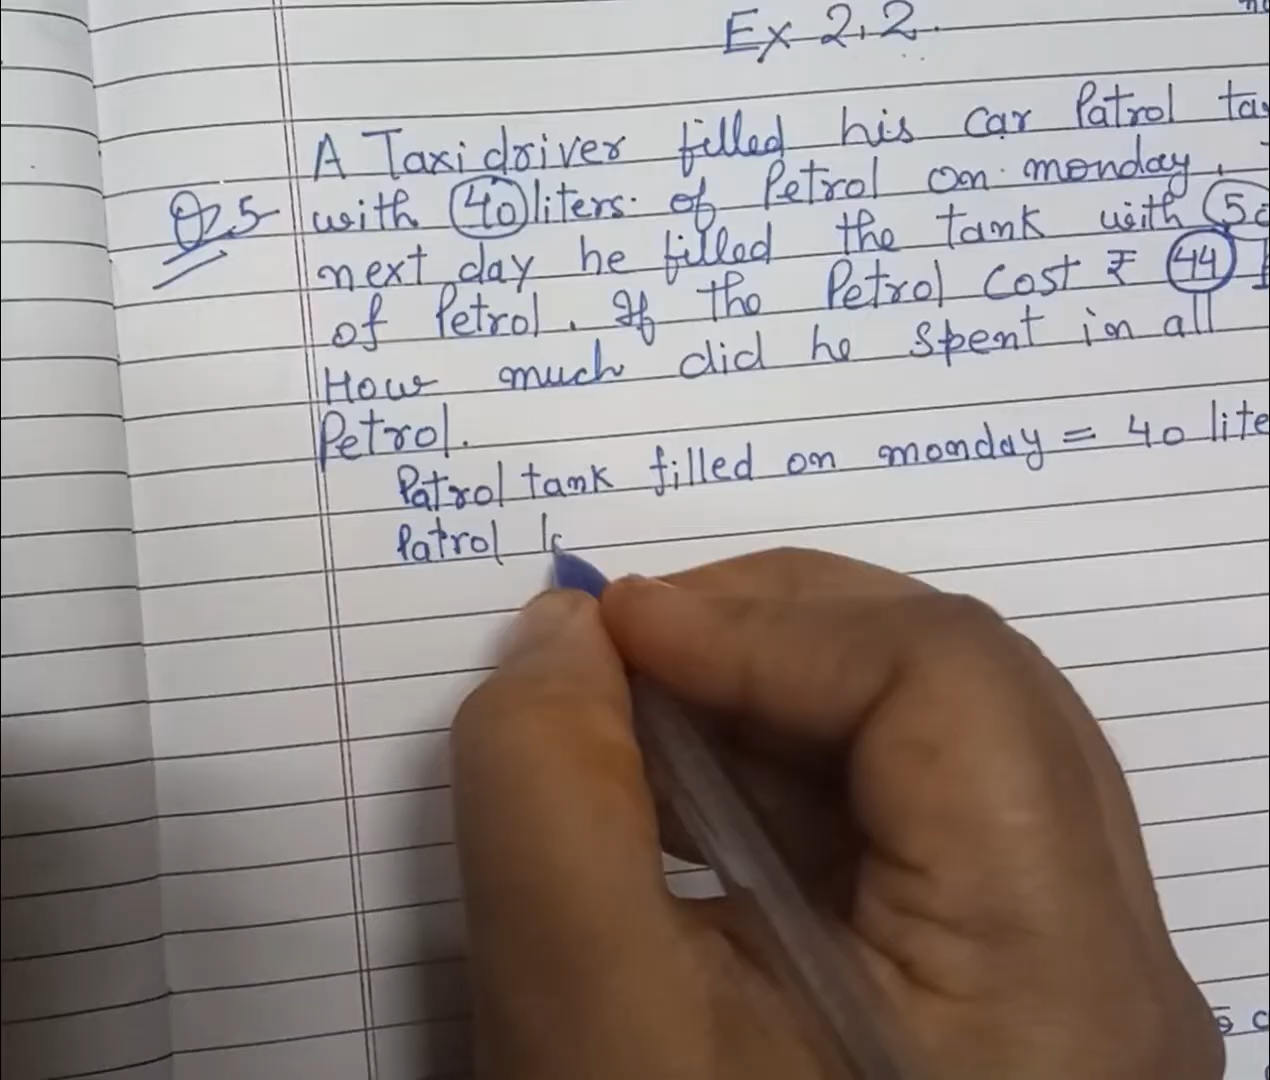 Ex 2.2.
A Taxi driver filled his car Patrol
Q.5 with 40 liters. of Petrol on monday.
next day he filled the tank with
of Petrol. If the Petrol Cost ₹ 44
How much did he spent in all
Petrol.
Patrol tank filled on monday = 40
Patrol